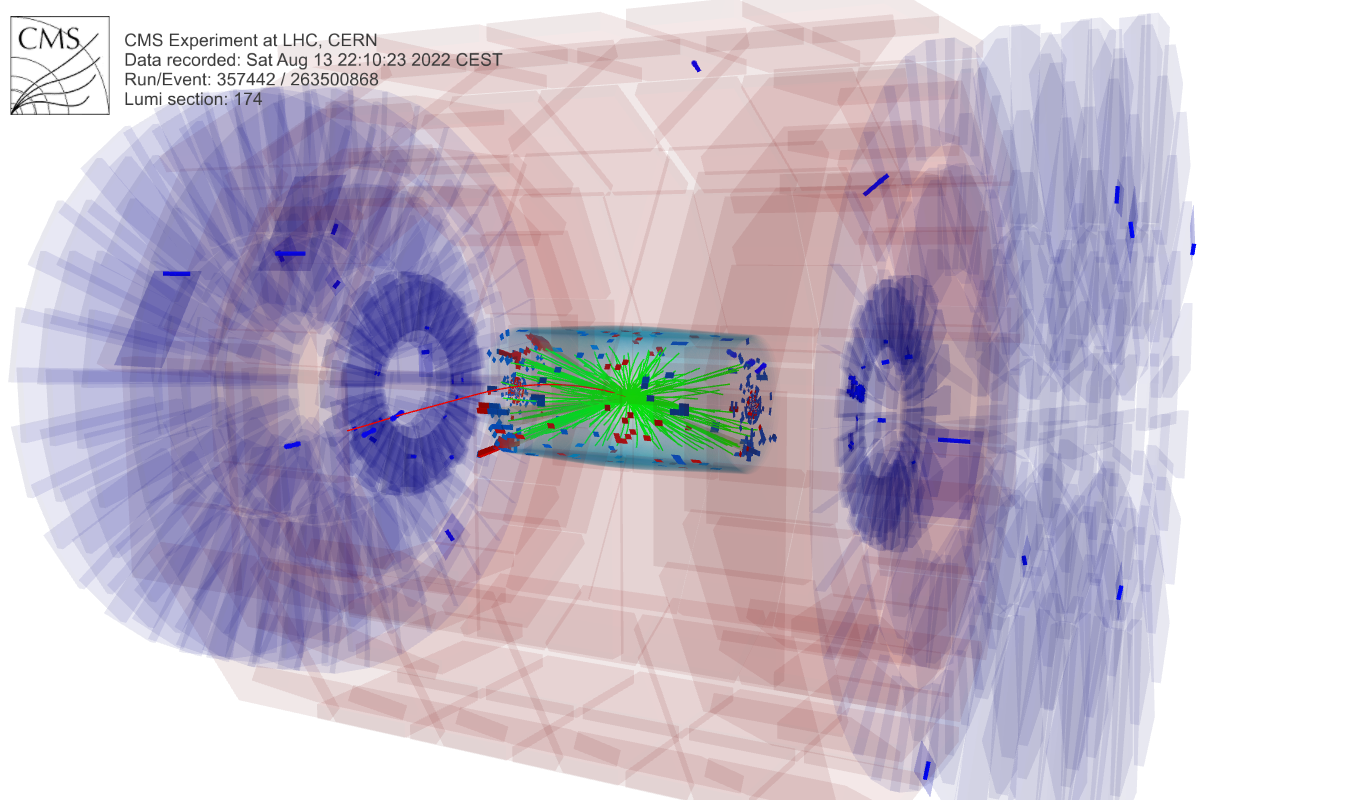 CMS
CMS Experiment at LHC, CERN
Data recorded: Sat Aug 13 22:10:23 2022 CEST
Run/Event: 357442 / 263500868
Lumi section: 174